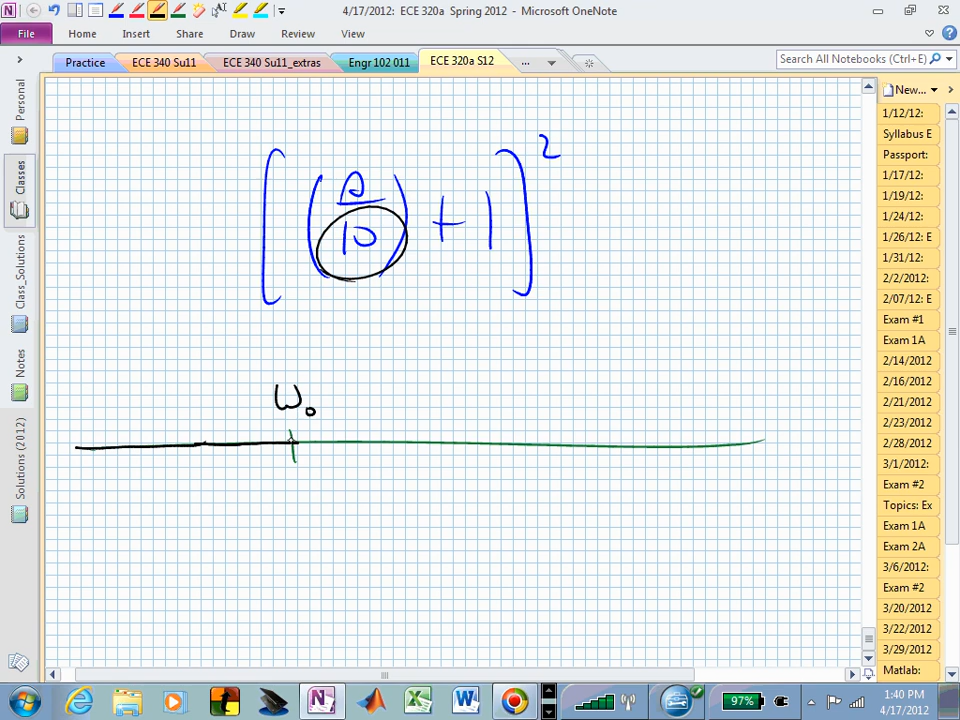 4/17/2012: ECE 320a Spring 2012 - Microsoft OneNote
File Home Insert Share Draw Review View
Practice ECE 340 Su11 ECE 340 Su11_extras Engr 102 011 ECE 320a S12 ...
Search All Notebooks (Ctrl+E)
New...
Personal
Classes
Class_Solutions
Notes
Solutions (2012)
10 + 1
2
ω₀
1/12/12:
Syllabus E
Passport:
1/17/12:
1/19/12:
1/24/12:
1/26/12: E
1/31/12:
2/2/2012:
2/07/12: E
Exam #1
Exam 1A
2/14/2012
2/16/2012
2/21/2012
2/23/2012
2/28/2012
3/1/2012:
Exam #2
Topics: Ex
Exam 1A
Exam 2A
3/6/2012:
Exam #2
3/20/2012
3/22/2012
3/29/2012
Matlab:
97%
1:40 PM
4/17/2012